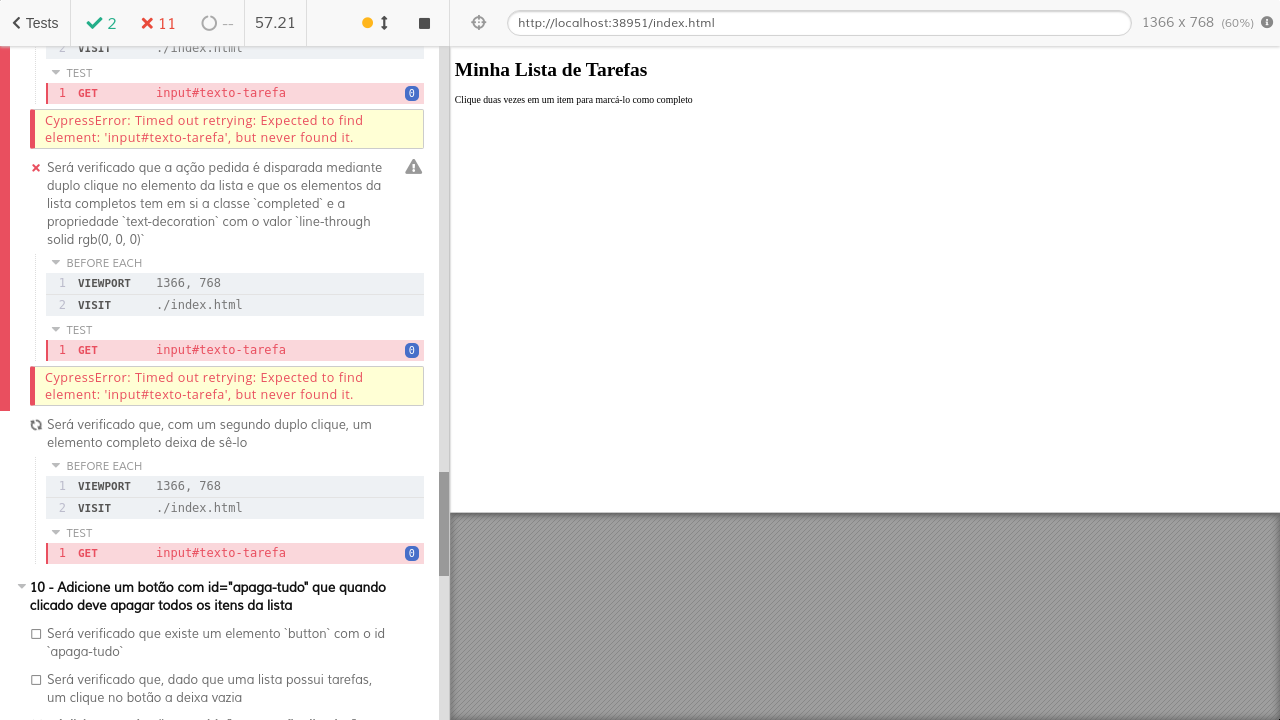 Tests 2 11 -- 57.21 http://localhost:38951/index.html 1366 x 768 (60%)
2 VISIT ./index.html
TEST
1 GET input#texto-tarefa 0
CypressError: Timed out retrying: Expected to find
element: 'input#texto-tarefa', but never found it.
Será verificado que a ação pedida é disparada mediante
duplo clique no elemento da lista e que os elementos da
lista completos tem em si a classe `completed` e a
propriedade `text-decoration` com o valor `line-through
solid rgb(0, 0, 0)`
BEFORE EACH
1 VIEWPORT 1366, 768
2 VISIT ./index.html
TEST
1 GET input#texto-tarefa 0
CypressError: Timed out retrying: Expected to find
element: 'input#texto-tarefa', but never found it.
Será verificado que, com um segundo duplo clique, um
elemento completo deixa de sê-lo
BEFORE EACH
1 VIEWPORT 1366, 768
2 VISIT ./index.html
TEST
1 GET input#texto-tarefa 0
10 - Adicione um botão com id="apaga-tudo" que quando
clicado deve apagar todos os itens da lista
Será verificado que existe um elemento `button` com o id
`apaga-tudo`
Será verificado que, dado que uma lista possui tarefas,
um clique no botão a deixa vazia
Minha Lista de Tarefas
Clique duas vezes em um item para marcá-lo como completo